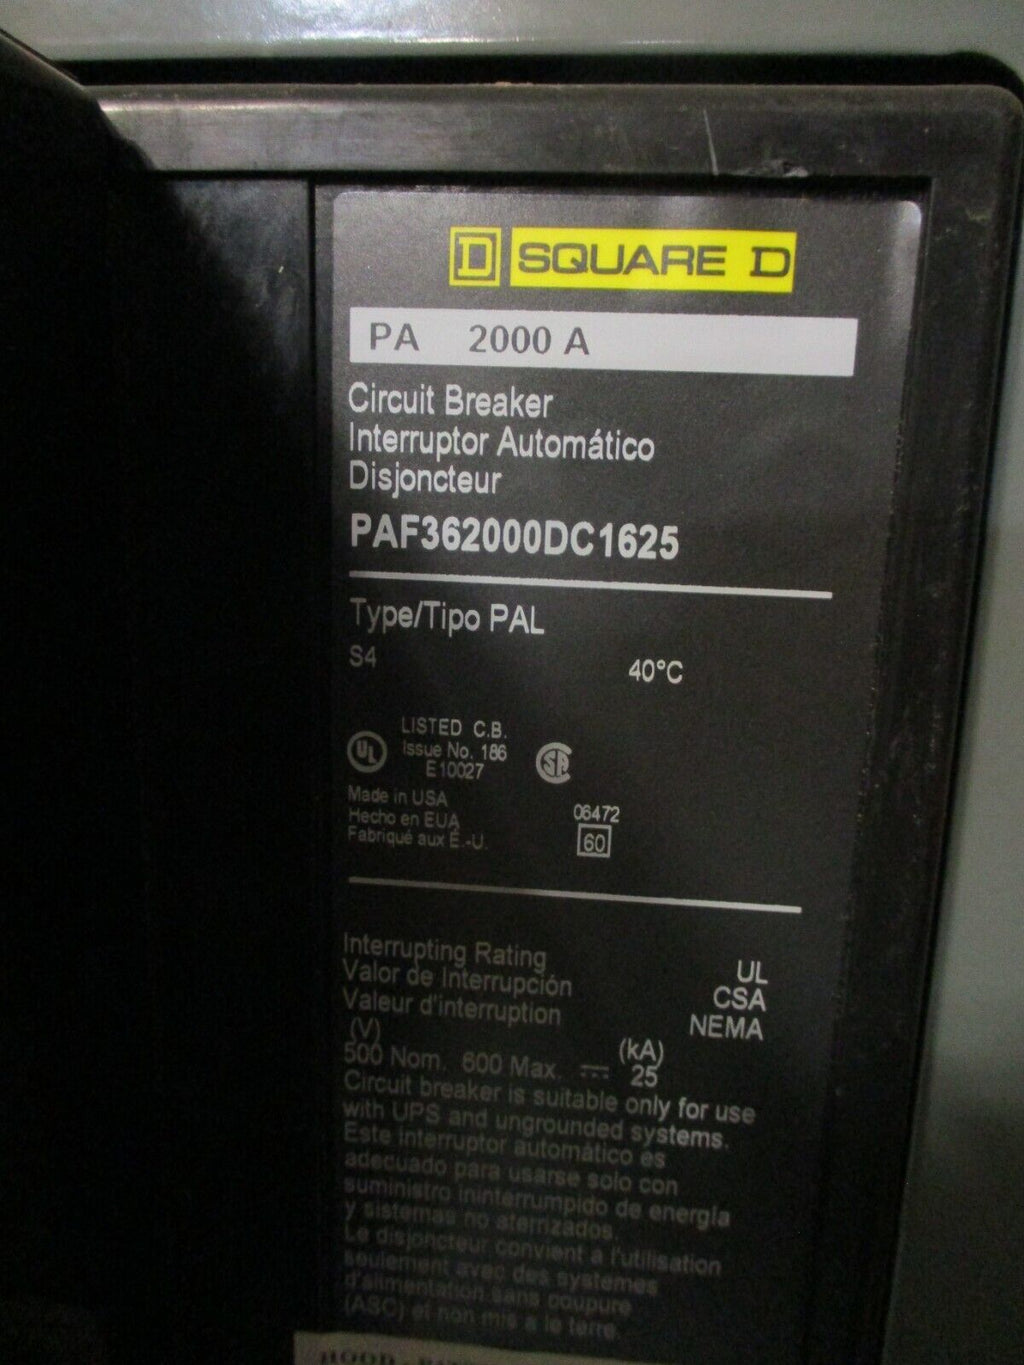 D SQUARE D
PA 2000 A
Circuit Breaker
Interruptor Automático
Disjoncteur
PAF362000DC1625
Type/Tipo PAL
S4 40°C
LISTED C.B.
UL Issue No. 186 SA
E10027
Made in USA
Hecho en EUA 06472
Fabriqué aux É.-U. 60
Interrupting Rating UL
Valor de Interrupción CSA
Valeur d'interruption NEMA
(V) (kA)
500 Nom. 600 Max. 25
Circuit breaker is suitable only for use
with UPS and ungrounded systems.
Este interruptor automático es
adecuado para usarse solo con
suministro ininterrumpido de energía
y sistemas no aterrizados.
Le disjoncteur convient à l'utilisation
seulement avec des systèmes
d'alimentation sans coupure
(ASC) et non mis à le terre.